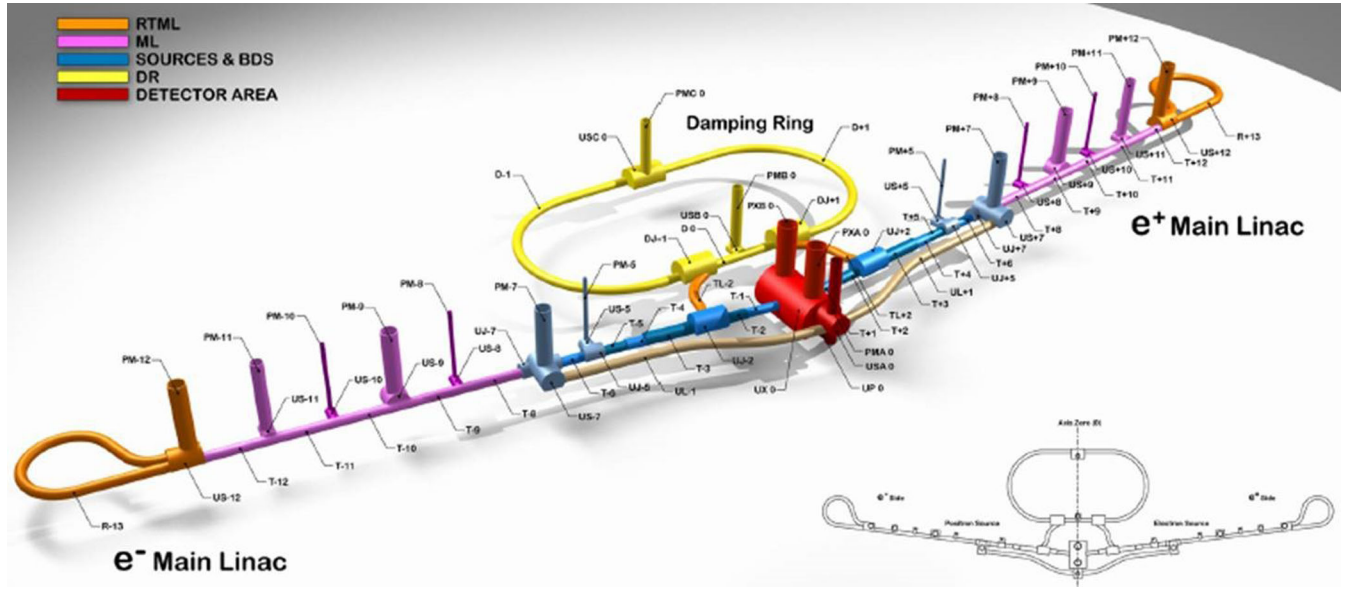 RTML
ML
SOURCES & BDS
DR
DETECTOR AREA
Damping Ring
PMC 0
USC 0
D+1
D-1
PMB 0
PXB 0
DJ+1
USB 0
D 0
DJ-1
PXA 0
UJ+2
TL-2
PM+12
PM+11
PM+10
PM+9
PM+8
PM+7
PM+5
US+5
T+5
R+13
US+12
T+12
US+11
T+11
US+10
T+10
US+9
T+9
US+8
T+8
US+7
UJ+7
T+6
UJ+5
T+4
UL+1
T+3
TL+2
T+2
T+1
PMA 0
USA 0
UP 0
UX 0
e+ Main Linac
PM-5
PM-7
PM-8
PM-9
PM-10
PM-11
PM-12
UJ-7
US-5
T-5
T-4
T-1
T-2
UJ-2
T-3
UL-1
UJ-5
T-6
US-7
US-8
T-8
US-9
T-9
US-10
T-10
US-11
T-11
T-12
US-12
R-13
e- Main Linac
Axis Zero (0)
e- Side
e+ Side
Positron Source
Electron Source